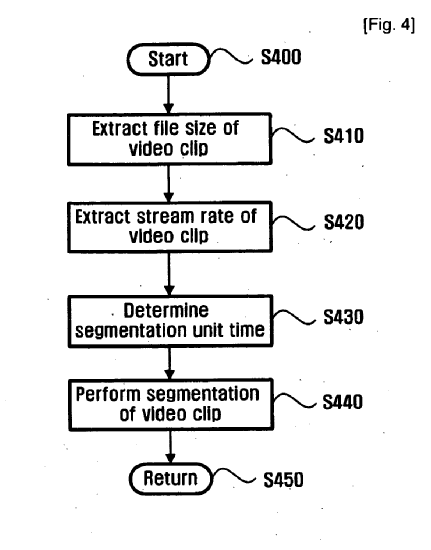 [Fig. 4]
Start
S400
Extract file size of
video clip
S410
Extract stream rate of
video clip
S420
Determine
segmentation unit time
S430
Perform segmentation
of video clip
S440
Return
S450